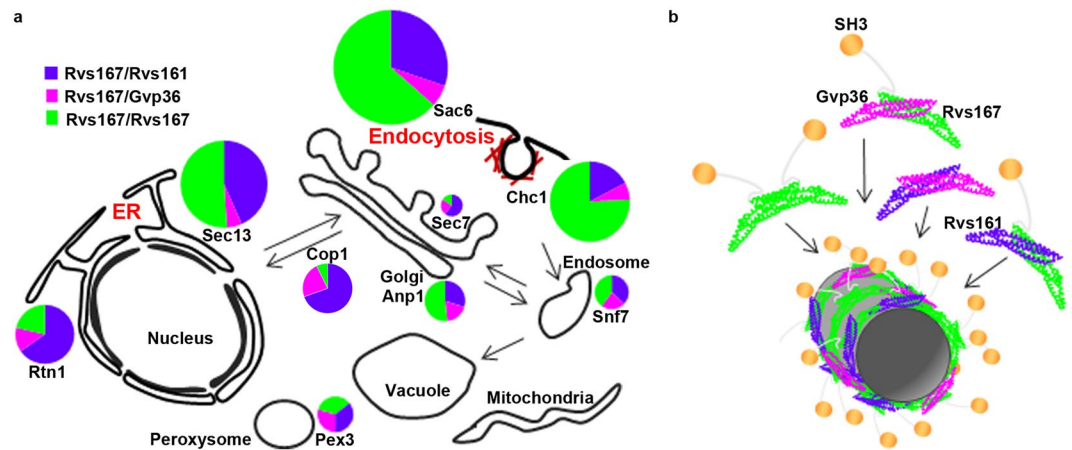 a
b
SH3
Rvs167/Rvs161
Rvs167/Gvp36
Rvs167/Rvs167
Sac6
Endocytosis
Gvp36
Rvs167
Chc1
Sec7
ER
Sec13
Rvs161
Cop1
Golgi
Anp1
Endosome
Snf7
Nucleus
Rtn1
Vacuole
Mitochondria
Peroxysome
Pex3